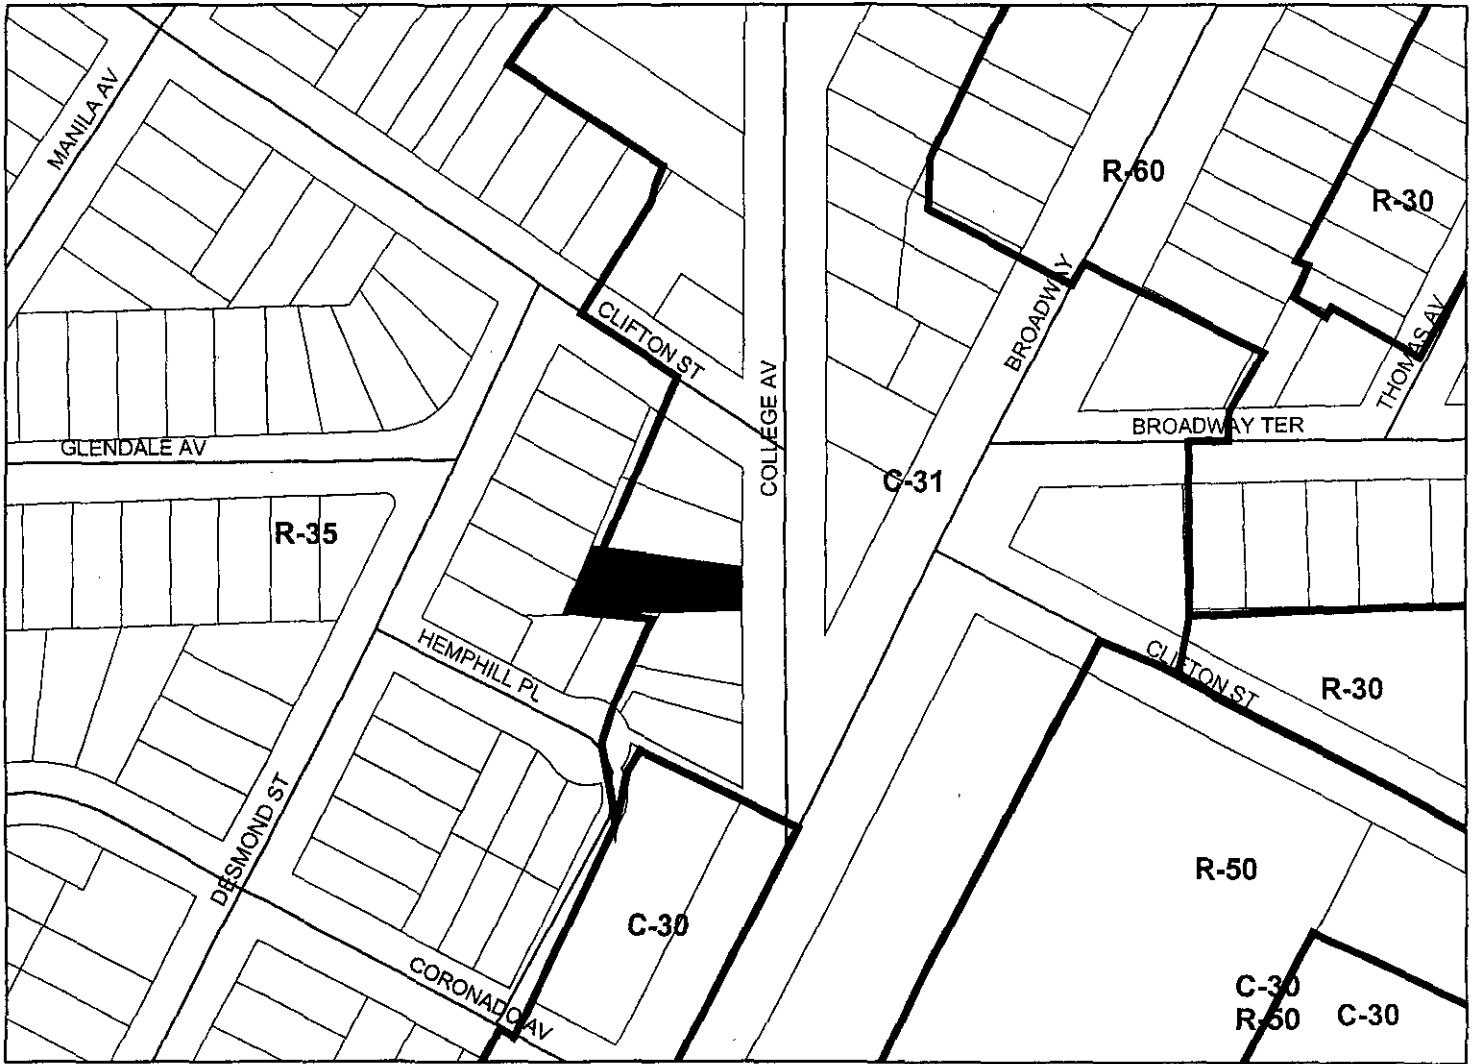 MANILA AV
R-60
R-30
CLIFTON ST
BROADWAY
THOMAS AV
COLLEGE AV
GLENDALE AV
BROADWAY TER
C-31
R-35
HEMPHILL PL
CLIFTON ST
R-30
DESMOND ST
R-50
C-30
CORONADO AV
C-30
R-50
C-30